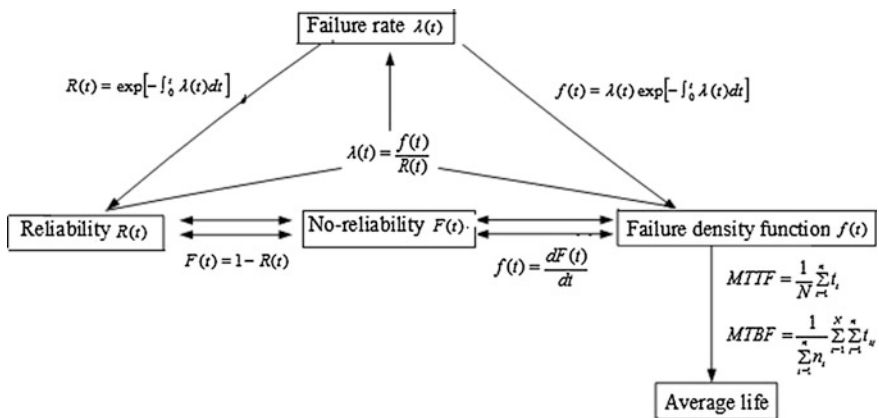 Failure rate λ(t)
R(t) = exp[-∫₀ᵗ λ(t)dt]
f(t) = λ(t) exp[-∫₀ᵗ λ(t)dt]
λ(t) = f(t)/R(t)
Reliability R(t)
No-reliability F(t).
Failure density function f(t)
F(t) = 1 - R(t)
f(t) = dF(t)/dt
MTTF = 1/N ∑ tᵢ
MTBF = 1/∑ nᵢ ∑ ∑ tᵢⱼ
Average life